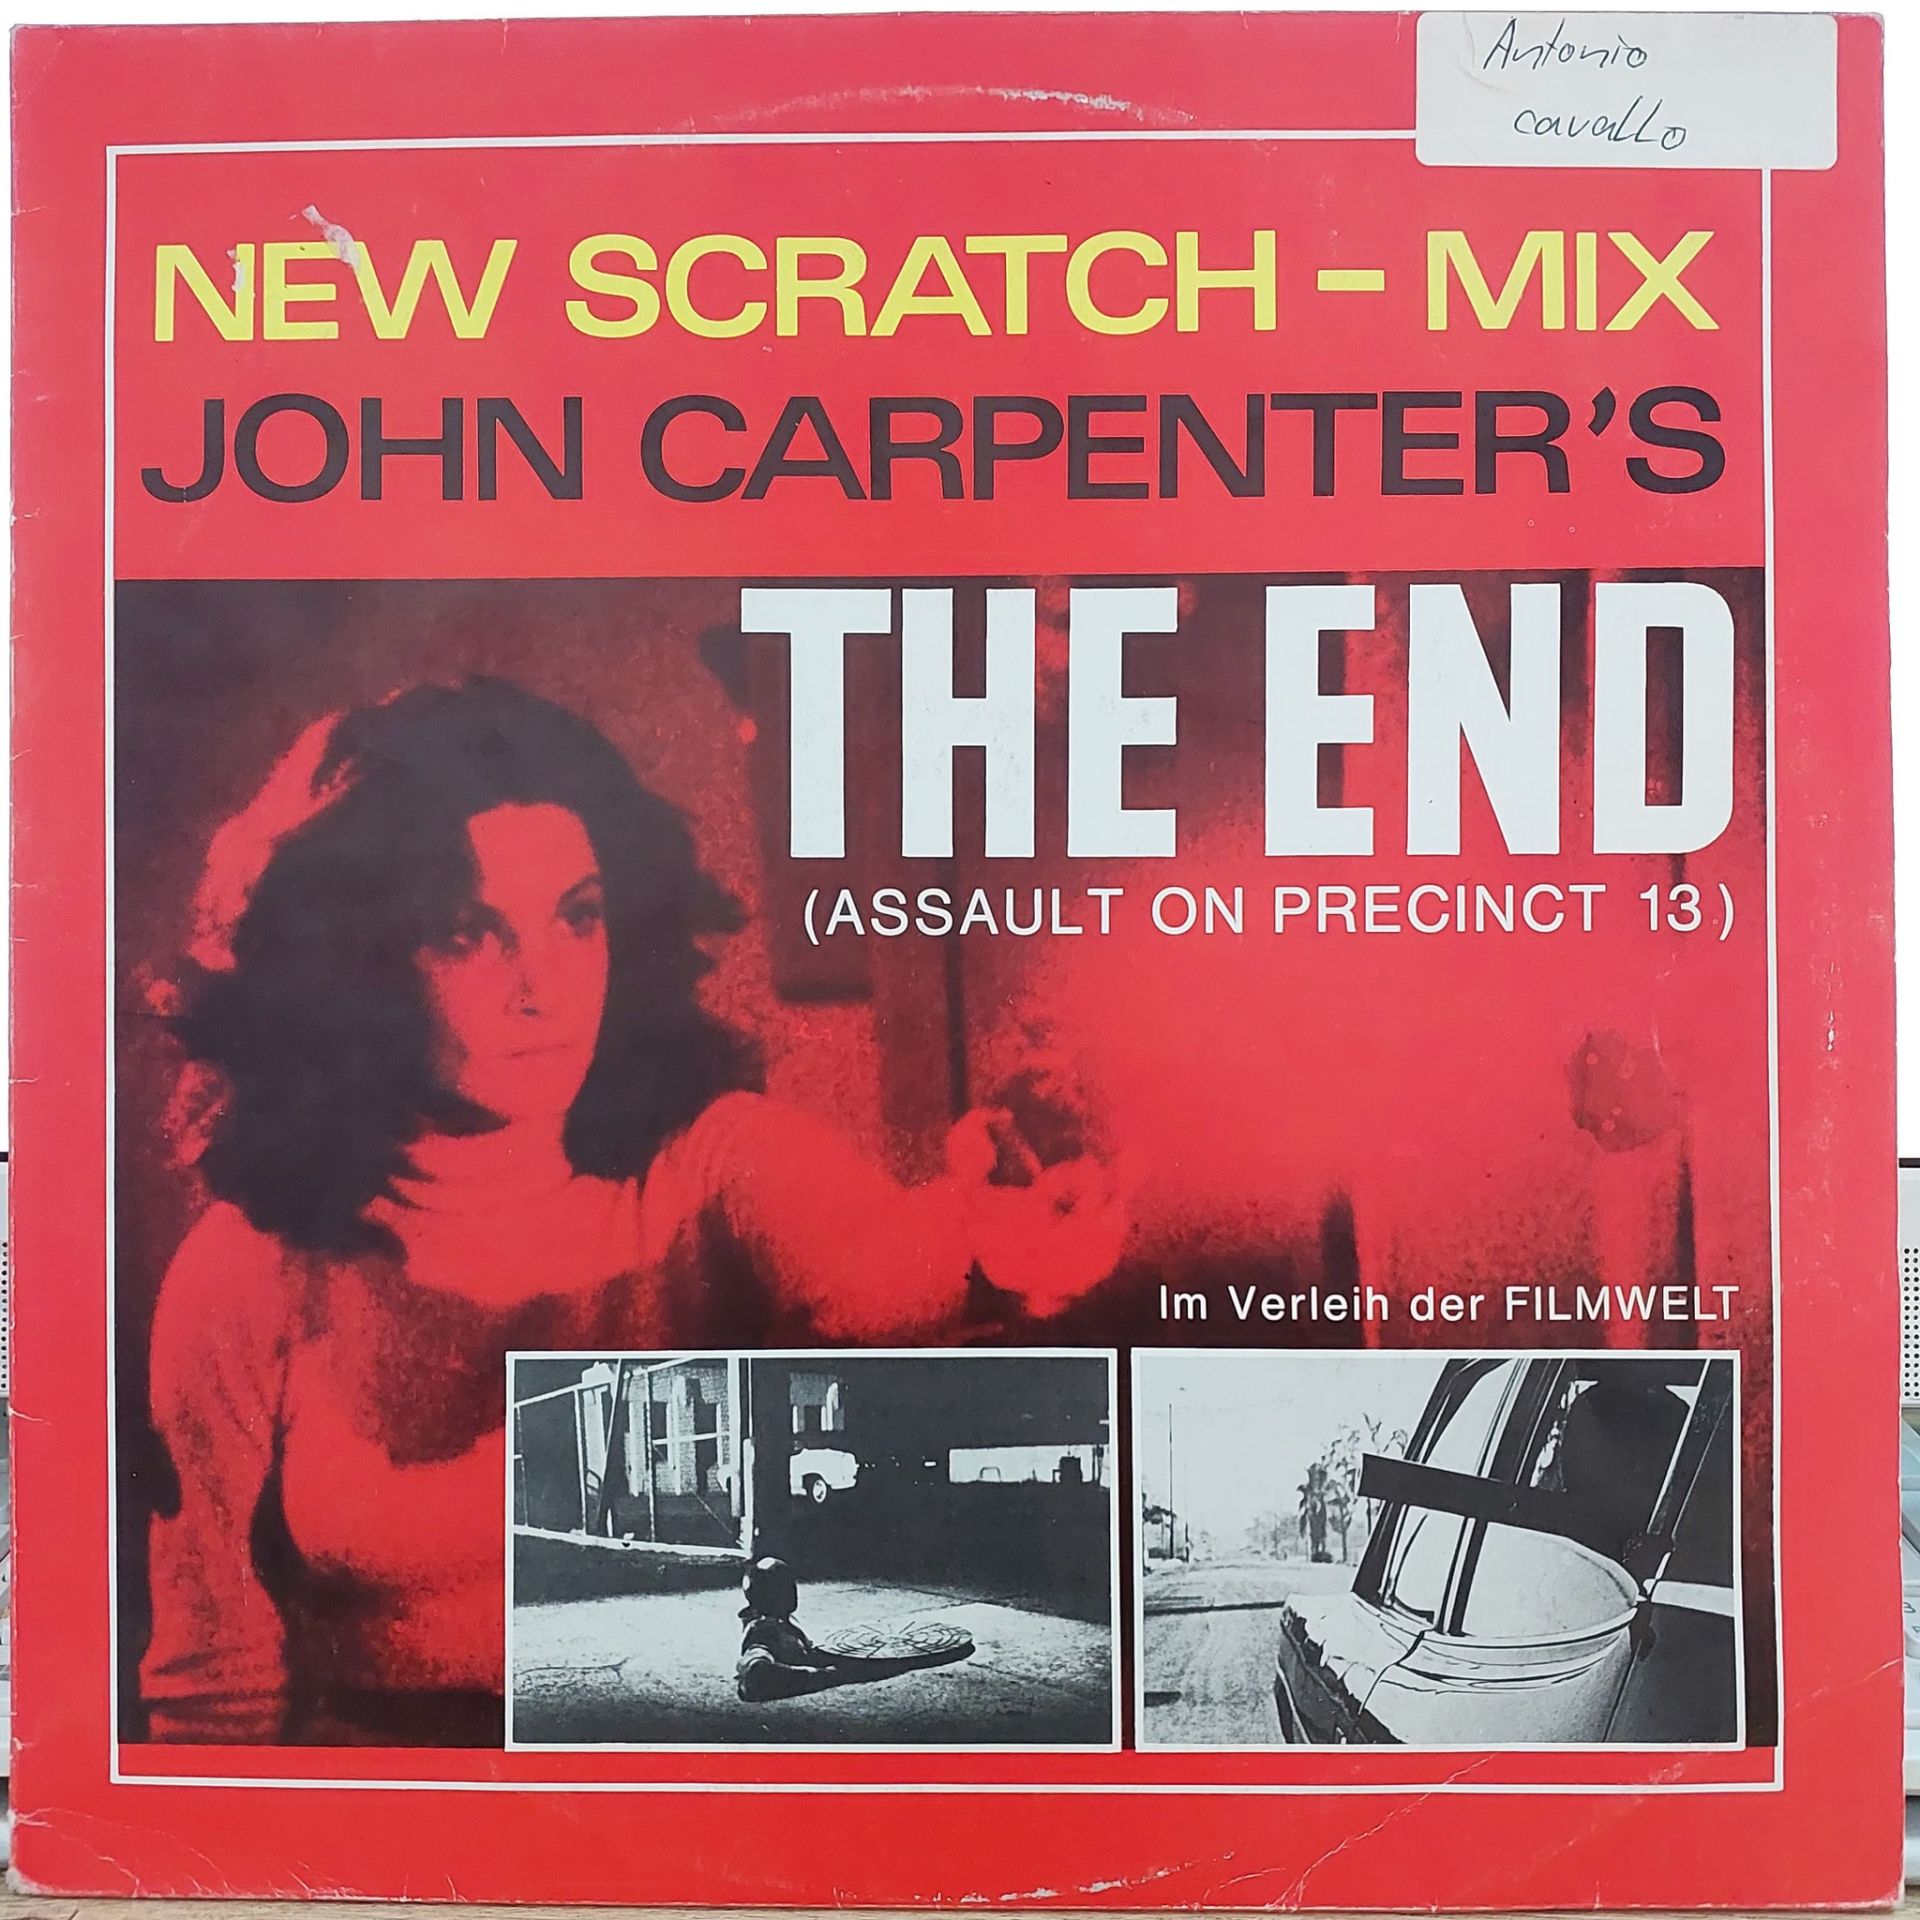 Antonio
cavallo
NEW SCRATCH - MIX
JOHN CARPENTER'S
THE END
(ASSAULT ON PRECINCT 13)
Im Verleih der FILMWELT